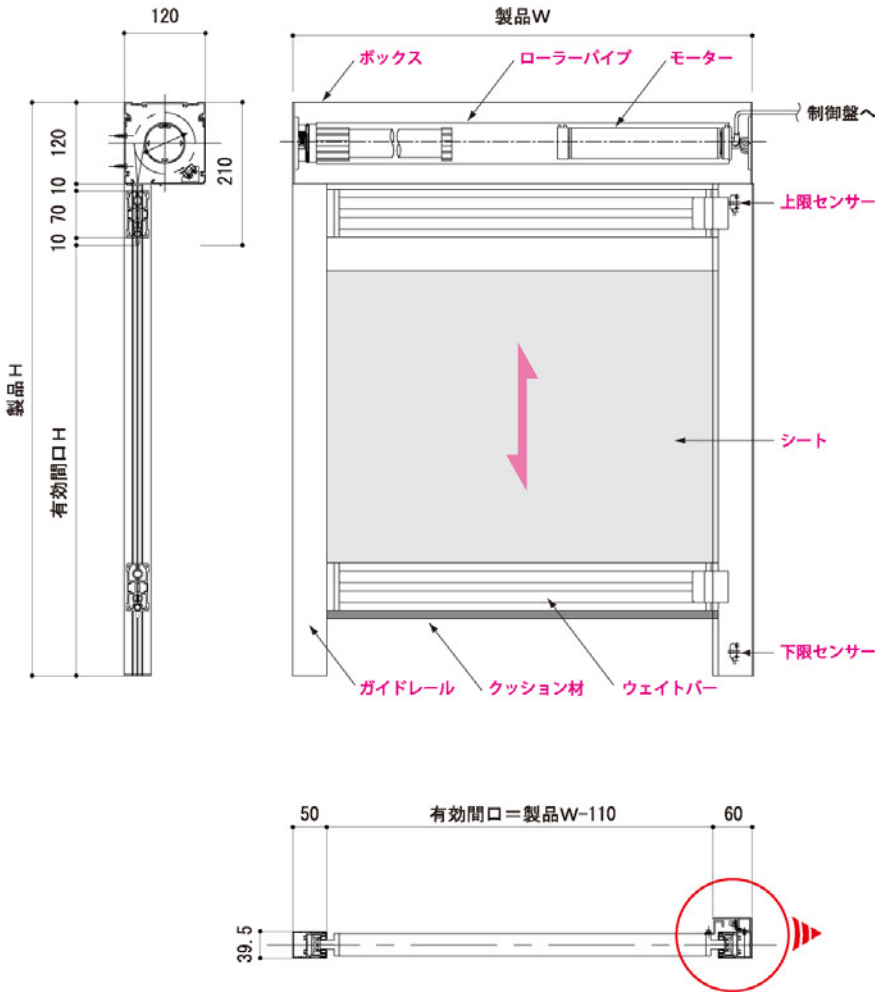 120
製品W
ボックス
ローラーパイプ
モーター
制御盤へ
120
210
10
70
10
上限センサー
製品H
有効間口H
シート
下限センサー
ガイドレール
クッション材
ウェイトバー
50
有効間口=製品W-110
60
39.5